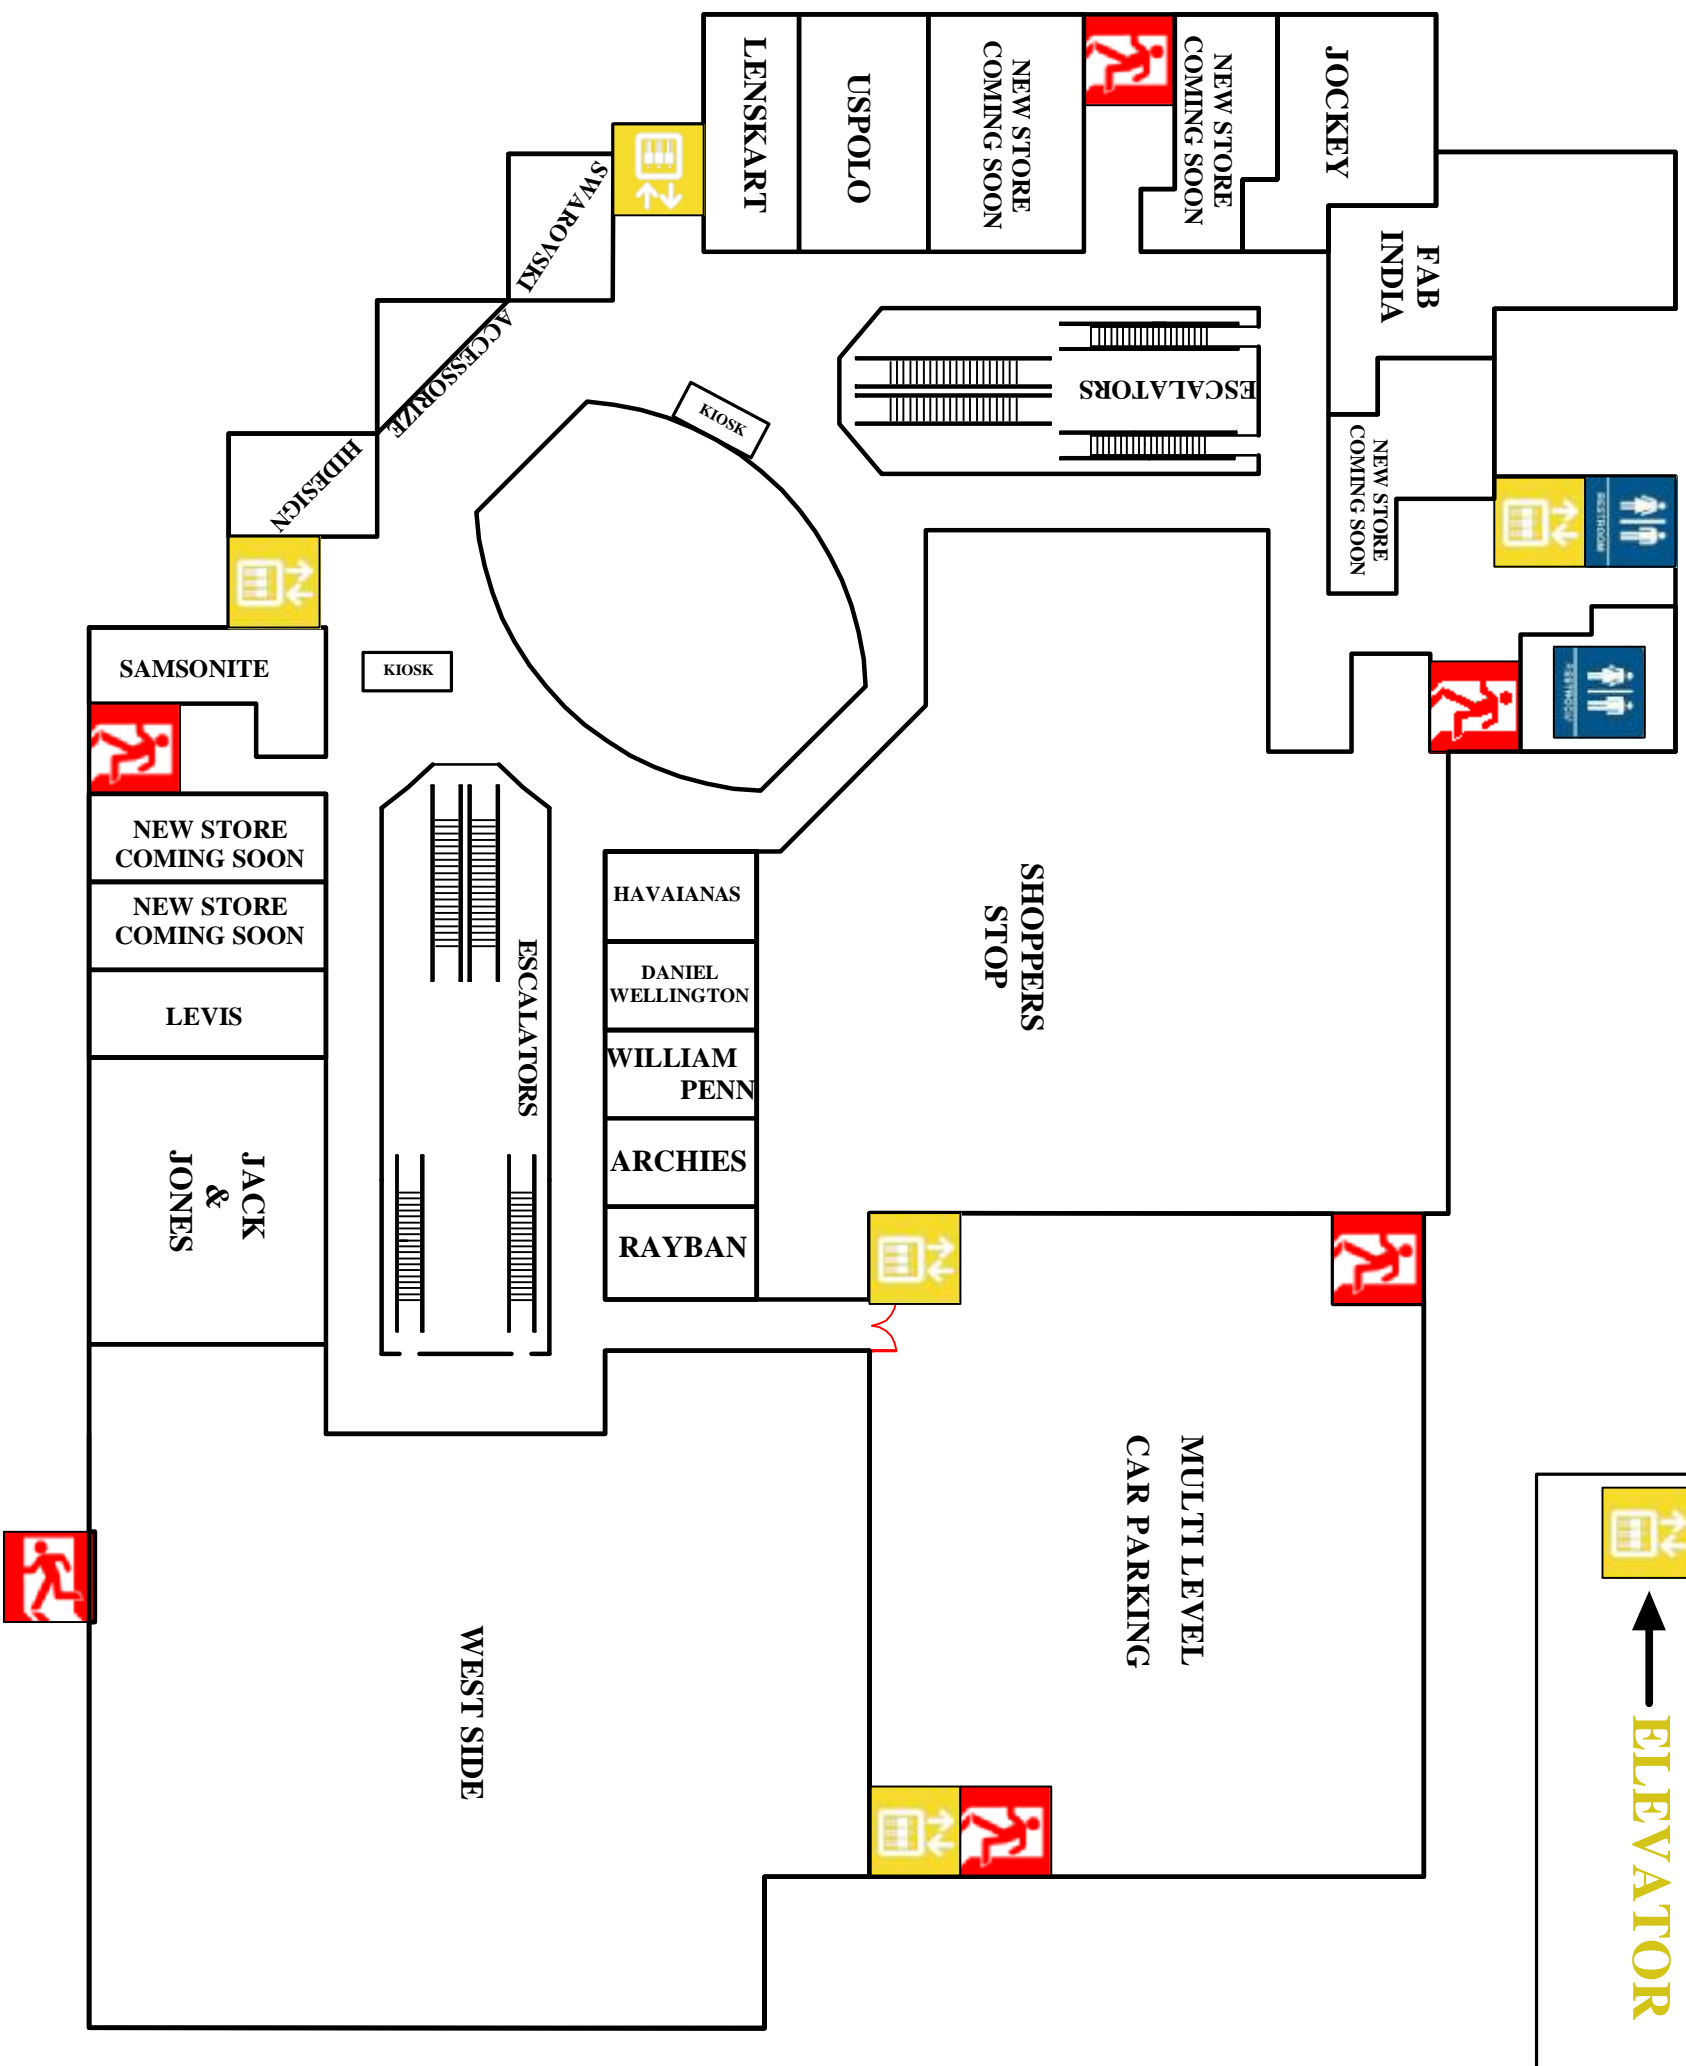 LENSKART
USPOLO
NEW STORE
COMING SOON
NEW STORE
COMING SOON
JOCKEY
FAB
INDIA
NEW STORE
COMING SOON
RESTROOM
RESTROOM
SWAROVSKI
ACCESSORIZE
HIDESIGN
KIOSK
ESCALATORS
SAMSONITE
KIOSK
NEW STORE
COMING SOON
NEW STORE
COMING SOON
LEVIS
JACK
&
JONES
ESCALATORS
HAVAIANAS
DANIEL
WELLINGTON
WILLIAM
PENN
ARCHIES
RAYBAN
SHOPPERS
STOP
MULTI LEVEL
CAR PARKING
WEST SIDE
ELEVATOR